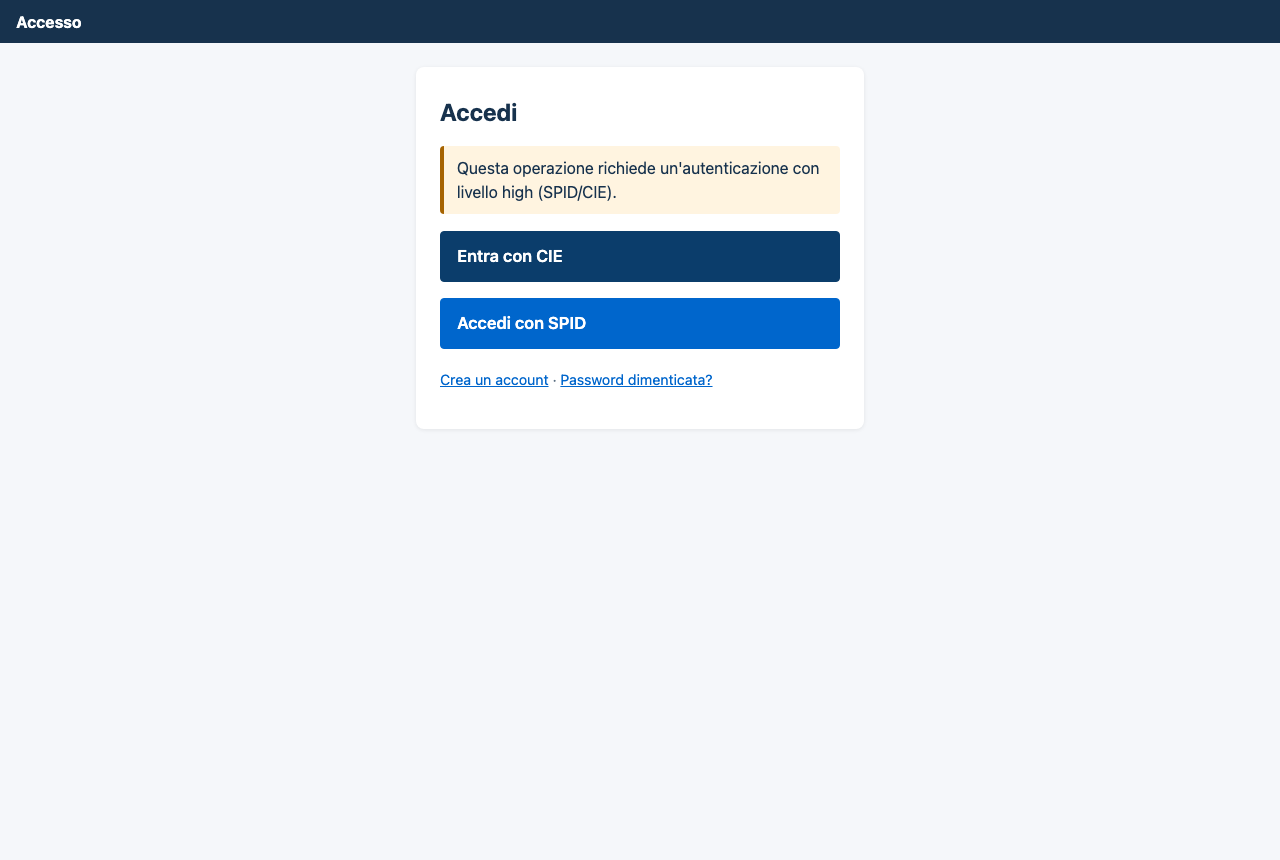 Accesso
Accedi
Questa operazione richiede un'autenticazione con
livello high (SPID/CIE).
Entra con CIE
Accedi con SPID
Crea un account · Password dimenticata?